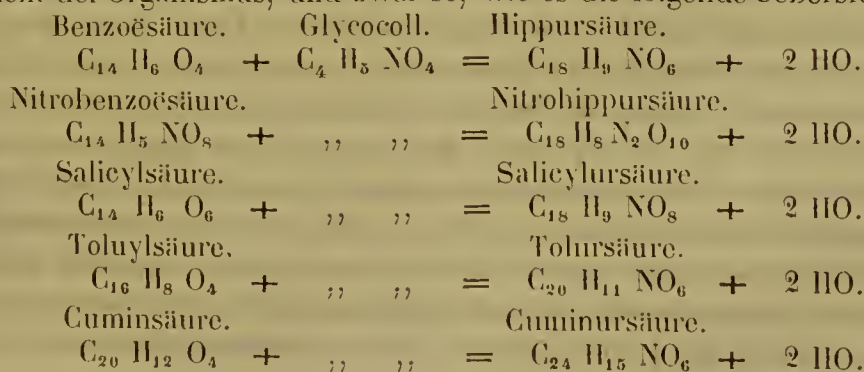 Benzoësäure. Glycocoll. Hippursäure.
C₁₄ H₆ O₄ + C₄ H₅ NO₄ = C₁₈ H₉ NO₆ + 2 HO.
Nitrobenzoësäure. Nitrohippursäure.
C₁₄ H₅ NO₈ + ,, ,, = C₁₈ H₈ N₂ O₁₀ + 2 HO.
Salicylsäure. Salicylursäure.
C₁₄ H₆ O₆ + ,, ,, = C₁₈ H₉ NO₈ + 2 HO.
Toluylsäure. Tolursäure.
C₁₆ H₈ O₄ + ,, ,, = C₂₀ H₁₁ NO₆ + 2 HO.
Cuminsäure. Cuminursäure.
C₂₀ H₁₂ O₄ + ,, ,, = C₂₄ H₁₅ NO₆ + 2 HO.